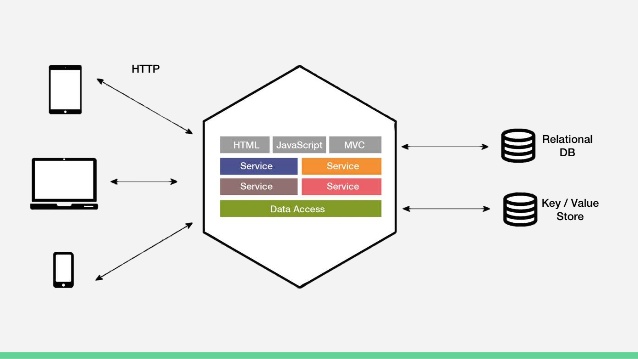 HTTP
HTML JavaScript MVC
Service Service
Service Service
Data Access
Relational
DB
Key / Value
Store